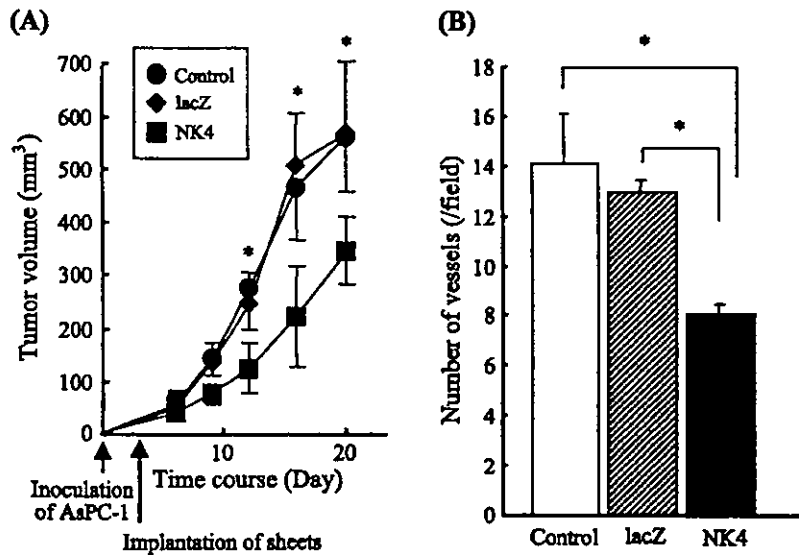 (A)
*
*
*
700
600
500
400
300
200
100
0
Tumor volume (mm³)
Control
lacZ
NK4
10
20
Time course (Day)
Inoculation
of AsPC-1
Implantation of sheets
(B)
*
*
18
16
14
12
10
8
6
4
2
0
Number of vessels (/field)
Control
lacZ
NK4